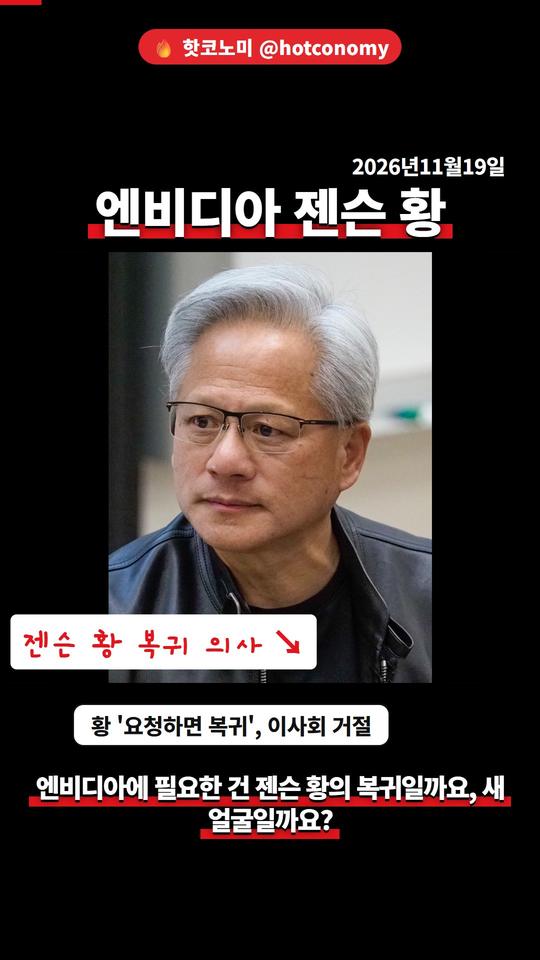 🔥 핫코노미 @hotconomy
2026년11월19일
엔비디아 젠슨 황
젠슨 황 복귀 의사 ↘
황 '요청하면 복귀', 이사회 거절
엔비디아에 필요한 건 젠슨 황의 복귀일까요, 새
얼굴일까요?